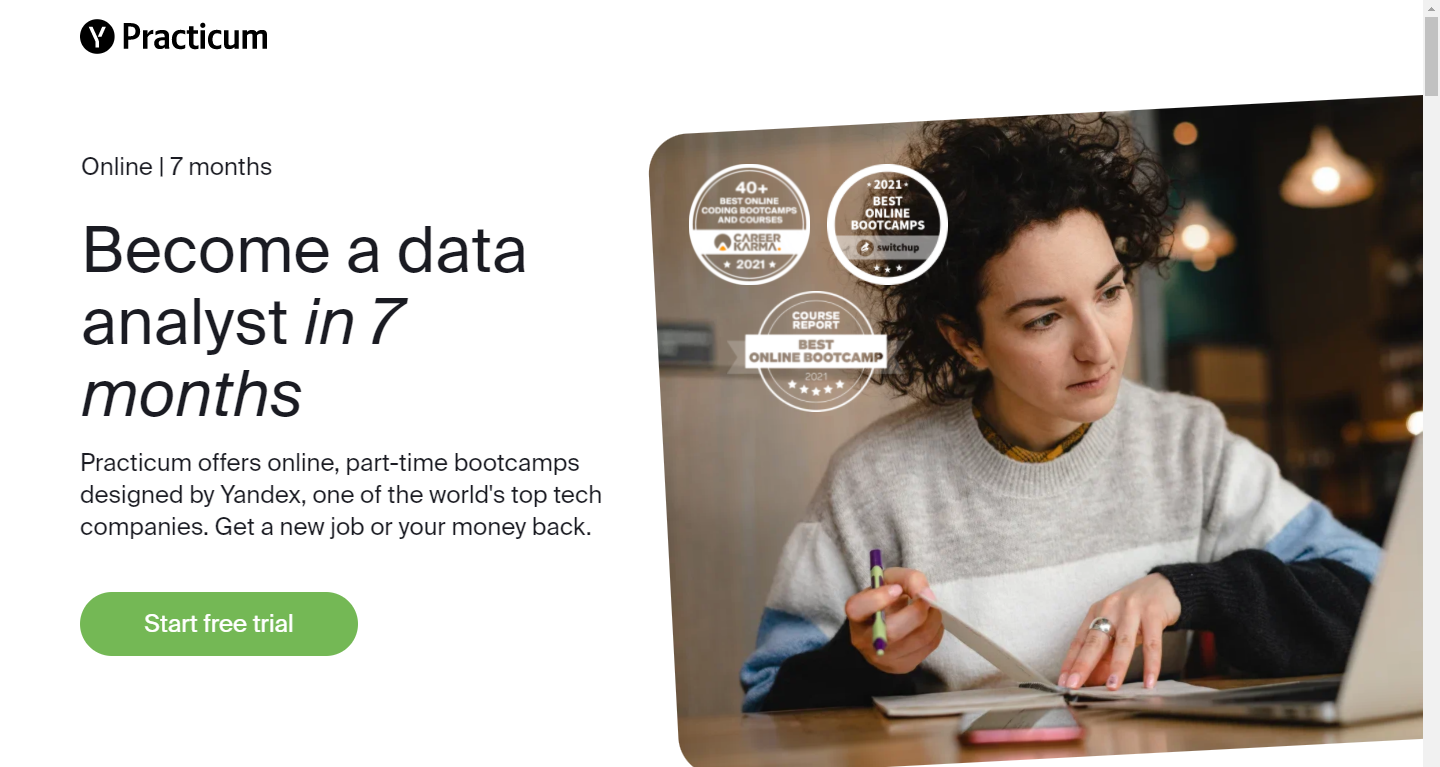 Practicum
Online | 7 months
Become a data
analyst in 7
months
Practicum offers online, part-time bootcamps
designed by Yandex, one of the world's top tech
companies. Get a new job or your money back.
Start free trial
40+
BEST ONLINE
CODING BOOTCAMPS
AND COURSES
CAREER
KARMA
2021
2021
BEST
ONLINE
BOOTCAMPS
switchup
COURSE
REPORT
BEST
ONLINE BOOTCAMP
2021